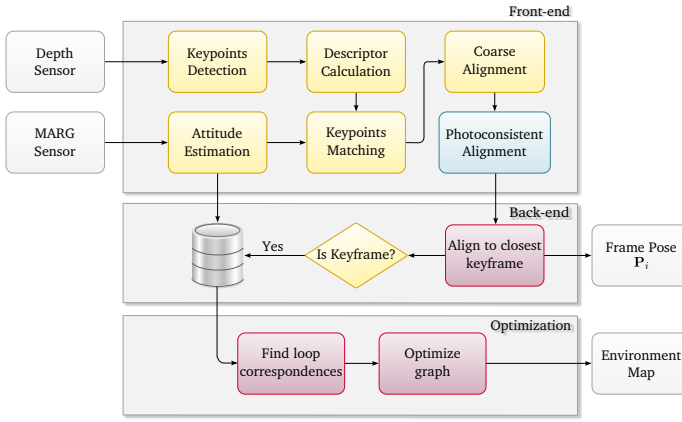 Front-end
Depth
Sensor
Keypoints
Detection
Descriptor
Calculation
Coarse
Alignment
MARG
Sensor
Attitude
Estimation
Keypoints
Matching
Photoconsistent
Alignment
Back-end
Yes
Is Keyframe?
Align to closest
keyframe
Frame Pose
P_i
Optimization
Find loop
correspondences
Optimize
graph
Environment
Map